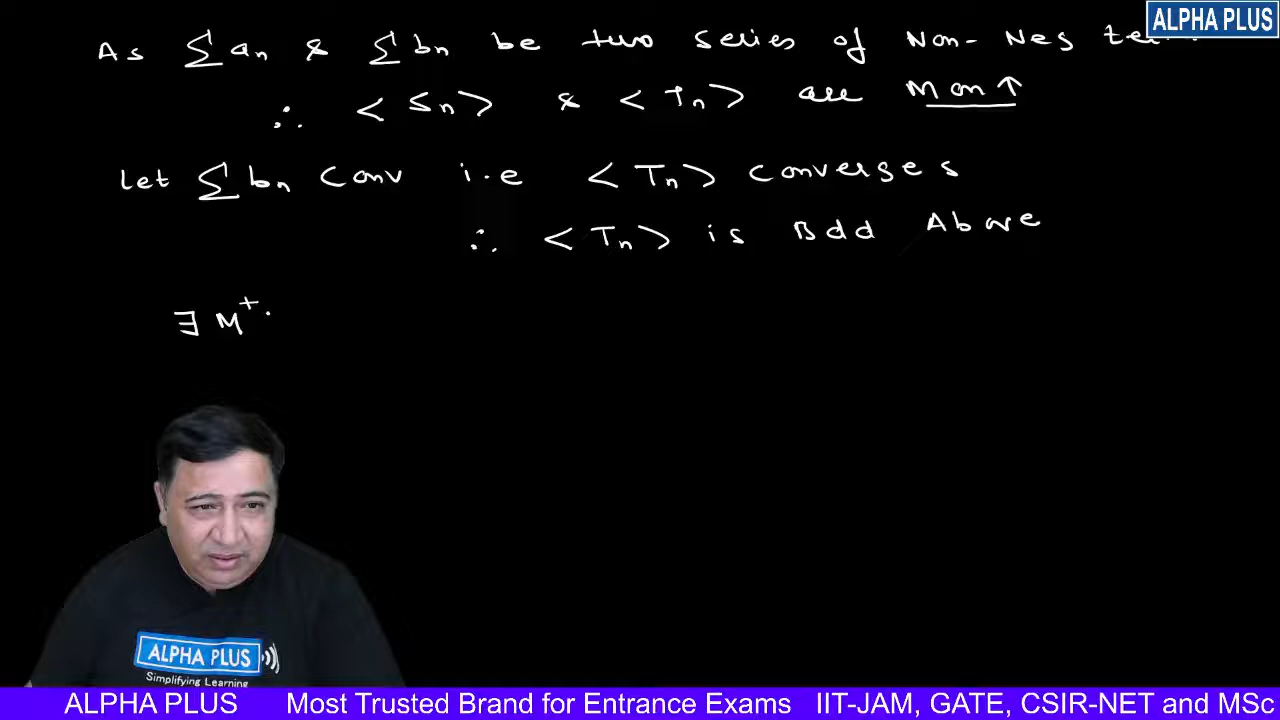 ALPHA PLUS
As ∑an & ∑bn be two series of Non-Neg
∴ <Sn> & <Tn> are Mon↑
Let ∑bn Conv i.e <Tn> converges
∴ <Tn> is Bdd Above
∃ M⁺.
ALPHA PLUS
Simplifying Learning
ALPHA PLUS Most Trusted Brand for Entrance Exams IIT-JAM, GATE, CSIR-NET and MSc